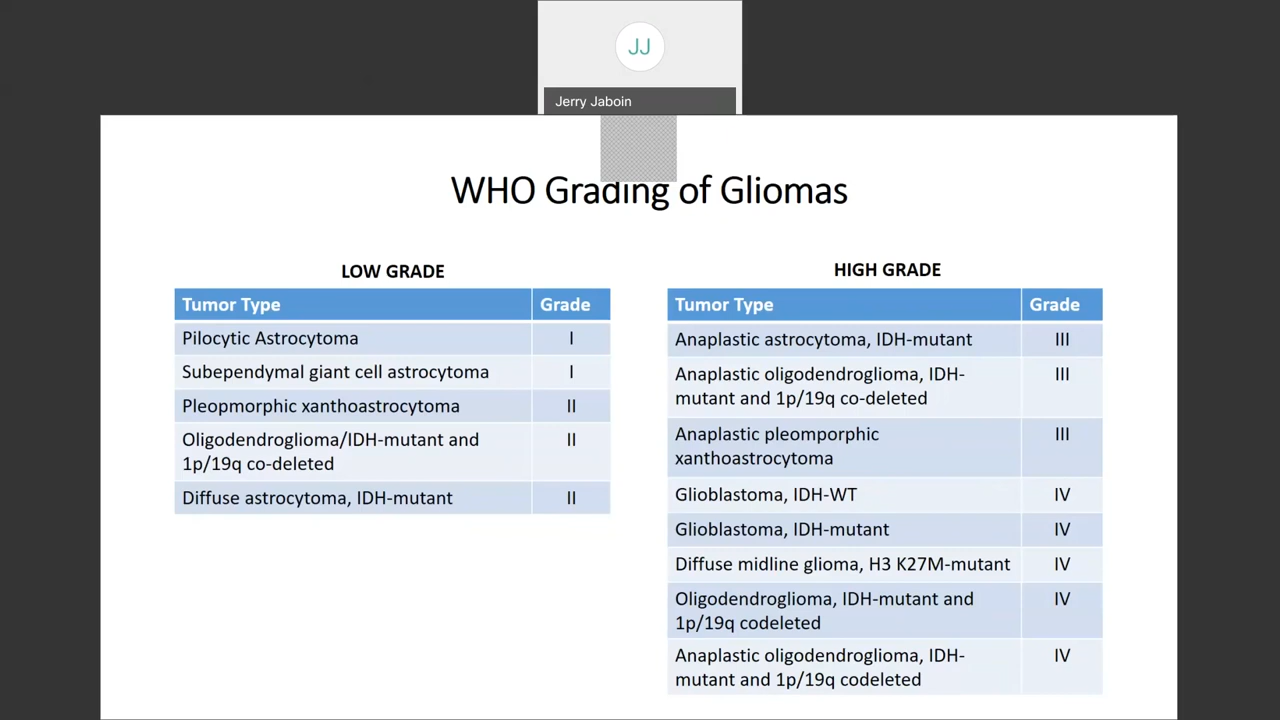 JJ
Jerry Jaboin
WHO Grading of Gliomas
LOW GRADE
Tumor Type Grade
Pilocytic Astrocytoma I
Subependymal giant cell astrocytoma I
Pleopmorphic xanthoastrocytoma II
Oligodendroglioma/IDH-mutant and II
1p/19q co-deleted
Diffuse astrocytoma, IDH-mutant II
HIGH GRADE
Tumor Type Grade
Anaplastic astrocytoma, IDH-mutant III
Anaplastic oligodendroglioma, IDH- III
mutant and 1p/19q co-deleted
Anaplastic pleomporphic III
xanthoastrocytoma
Glioblastoma, IDH-WT IV
Glioblastoma, IDH-mutant IV
Diffuse midline glioma, H3 K27M-mutant IV
Oligodendroglioma, IDH-mutant and IV
1p/19q codeleted
Anaplastic oligodendroglioma, IDH- IV
mutant and 1p/19q codeleted